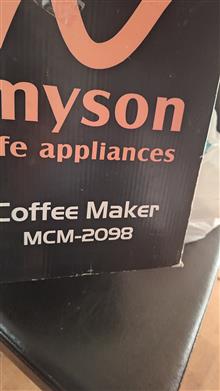 myson
fe appliances
Coffee Maker
MCM-2098